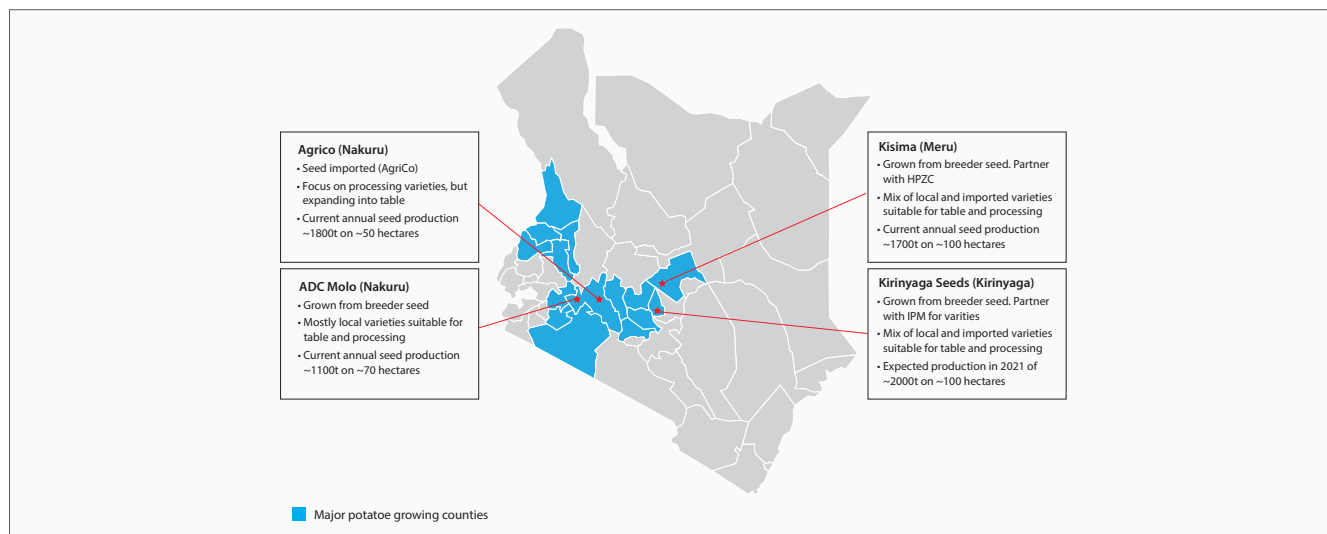 Agrico (Nakuru)
• Seed imported (AgriCo)
• Focus on processing varieties, but
expanding into table
• Current annual seed production
~1800t on ~50 hectares
ADC Molo (Nakuru)
• Grown from breeder seed
• Mostly local varieties suitable for
table and processing
• Current annual seed production
~1100t on ~70 hectares
Kisima (Meru)
• Grown from breeder seed. Partner
with HPZC
• Mix of local and imported varieties
suitable for table and processing
• Current annual seed production
~1700t on ~100 hectares
Kirinyaga Seeds (Kirinyaga)
• Grown from breeder seed. Partner
with IPM for varities
• Mix of local and imported varieties
suitable for table and processing
• Expected production in 2021 of
~2000t on ~100 hectares
Major potatoe growing counties